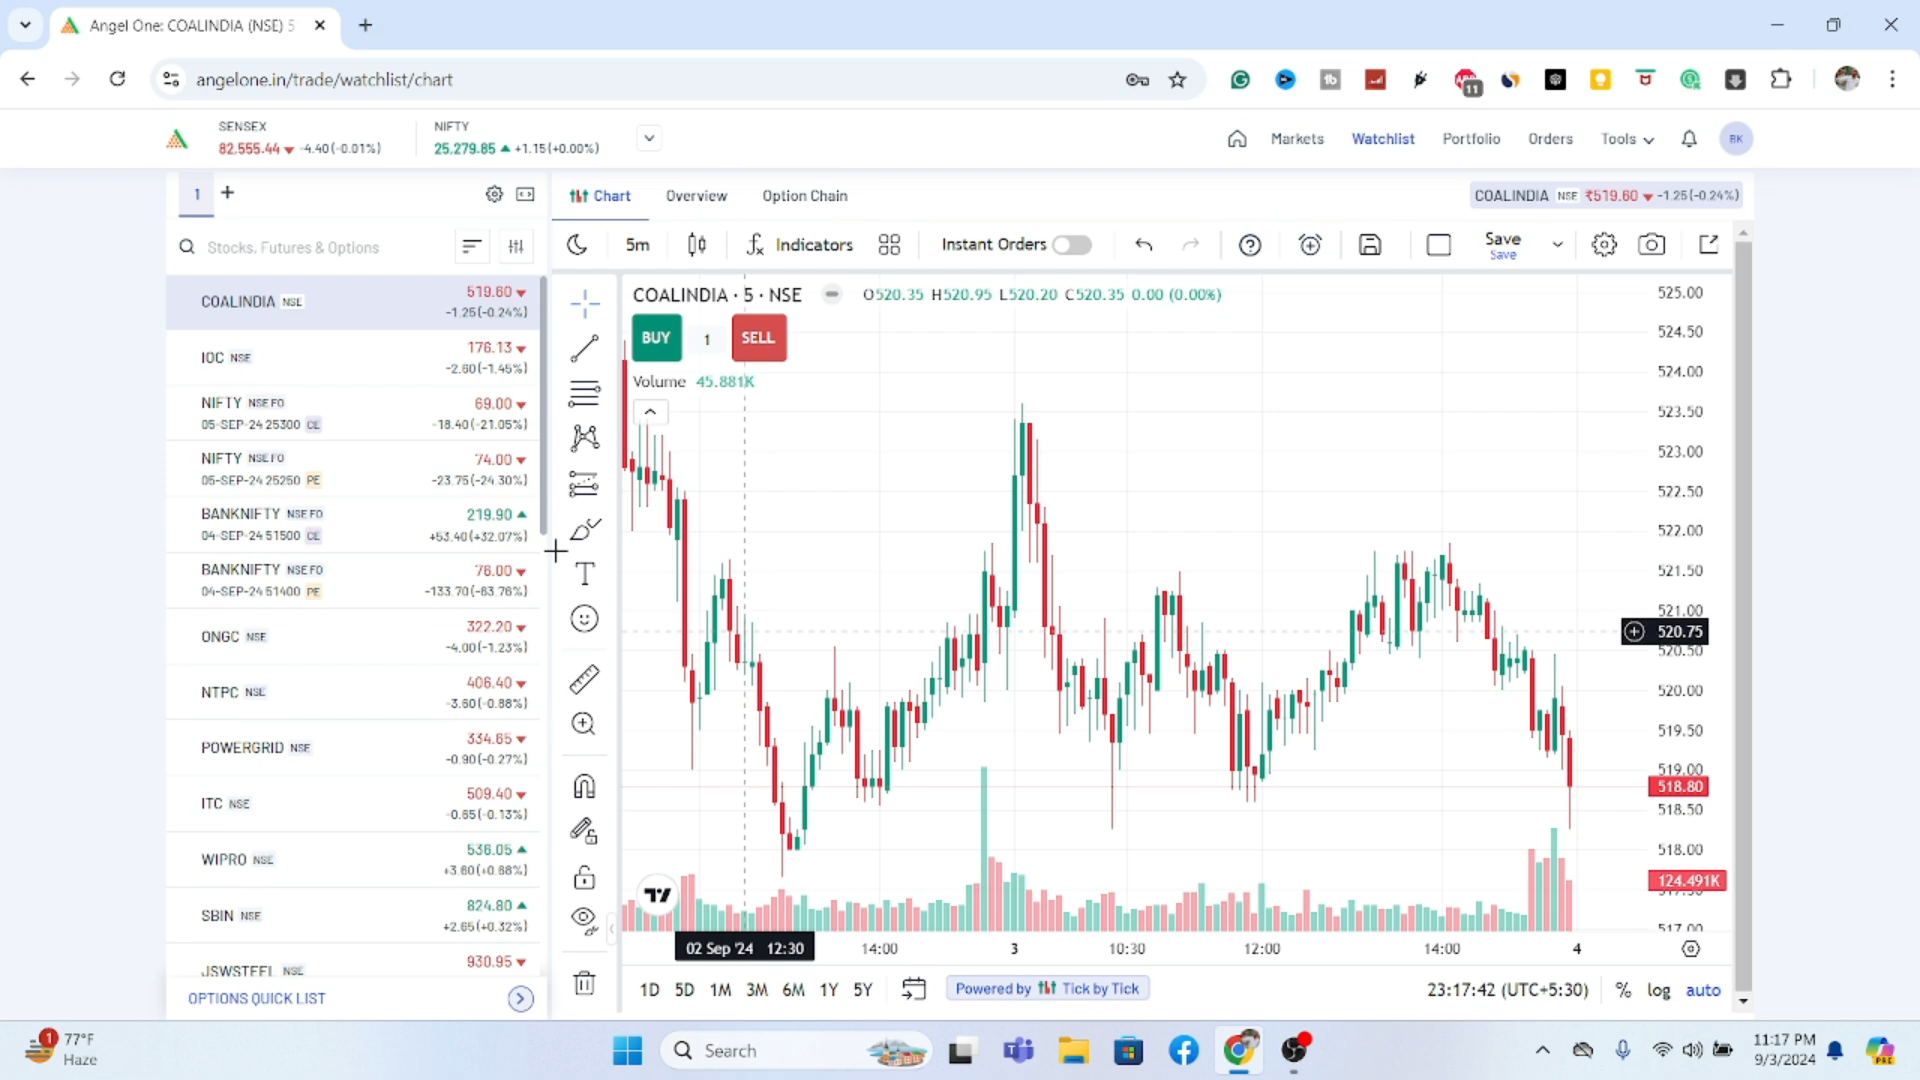 Angel One: COALINDIA (NSE) 5
angelone.in/trade/watchlist/chart
11
SENSEX
82,555.44 ▼ -4.40(-0.01%)
NIFTY
25,279.85 ▲ +1.15(+0.00%)
Markets
Watchlist
Portfolio
Orders
Tools
BK
1
+
Chart
Overview
Option Chain
COALINDIA NSE ₹519.60 ▼ -1.25(-0.24%)
Stocks, Futures & Options
5m
Indicators
Instant Orders
Save
Save
COALINDIA NSE
519.60 ▼
-1.25(-0.24%)
IOC NSE
176.13 ▼
-2.60(-1.45%)
NIFTY NSE FO
69.00 ▼
05-SEP-24 25300 CE
-18.40(-21.05%)
NIFTY NSE FO
74.00 ▼
05-SEP-24 25250 PE
-23.75(-24.30%)
BANKNIFTY NSE FO
219.90 ▲
04-SEP-24 51500 CE
+53.40(+32.07%)
BANKNIFTY NSE FO
76.00 ▼
04-SEP-24 51400 PE
-133.70(-63.76%)
ONGC NSE
322.20 ▼
-4.00(-1.23%)
NTPC NSE
406.40 ▼
-3.60(-0.88%)
POWERGRID NSE
334.65 ▼
-0.90(-0.27%)
ITC NSE
509.40 ▼
-0.65(-0.13%)
WIPRO NSE
536.05 ▲
+3.60(+0.68%)
SBIN NSE
824.80 ▲
+2.65(+0.32%)
JSWSTEEL NSE
930.95 ▼
OPTIONS QUICK LIST
COALINDIA · 5 · NSE
O520.35 H520.95 L520.20 C520.35 0.00 (0.00%)
BUY
1
SELL
Volume 45.881K
525.00
524.50
524.00
523.50
523.00
522.50
522.00
521.50
521.00
520.75
520.50
520.00
519.50
519.00
518.80
518.50
518.00
124.491K
517.00
02 Sep '24 12:30
14:00
3
10:30
12:00
14:00
4
1D 5D 1M 3M 6M 1Y 5Y
Powered by Tick by Tick
23:17:42 (UTC+5:30)
%
log
auto
1
77°F
Haze
Search
11:17 PM
9/3/2024
PRE